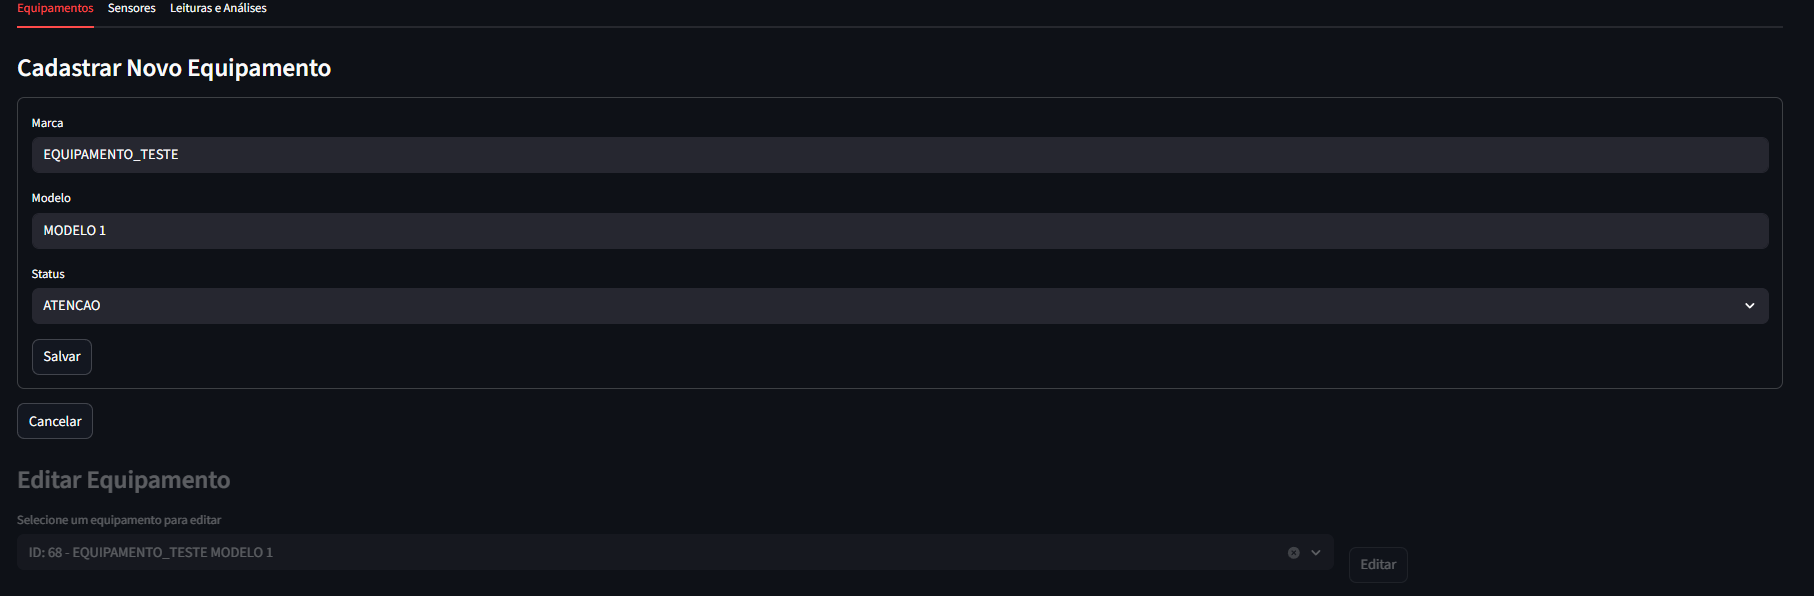 Equipamentos Sensores Leituras e Análises
Cadastrar Novo Equipamento
Marca
EQUIPAMENTO_TESTE
Modelo
MODELO 1
Status
ATENCAO
Salvar
Cancelar
Editar Equipamento
Selecione um equipamento para editar
ID: 68 - EQUIPAMENTO_TESTE MODELO 1
Editar